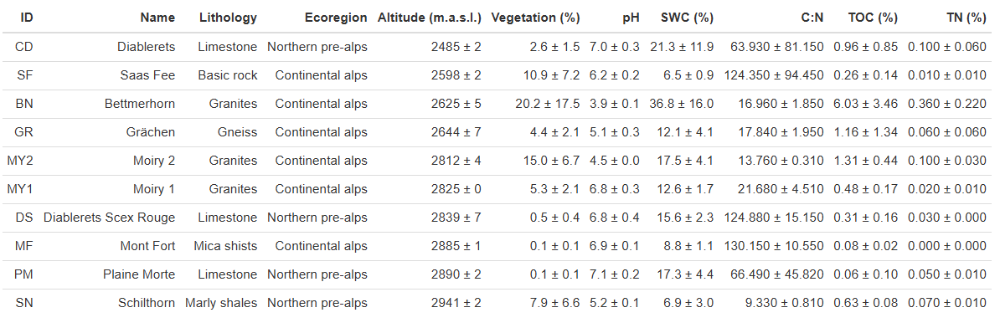 ID Name Lithology Ecoregion Altitude (m.a.s.l.) Vegetation (%) pH SWC (%) C:N TOC (%) TN (%)
CD Diablerets Limestone Northern pre-alps 2485 ± 2 2.6 ± 1.5 7.0 ± 0.3 21.3 ± 11.9 63.930 ± 81.150 0.96 ± 0.85 0.100 ± 0.060
SF Saas Fee Basic rock Continental alps 2598 ± 2 10.9 ± 7.2 6.2 ± 0.2 6.5 ± 0.9 124.350 ± 94.450 0.26 ± 0.14 0.010 ± 0.010
BN Bettmerhorn Granites Continental alps 2625 ± 5 20.2 ± 17.5 3.9 ± 0.1 36.8 ± 16.0 16.960 ± 1.850 6.03 ± 3.46 0.360 ± 0.220
GR Grächen Gneiss Continental alps 2644 ± 7 4.4 ± 2.1 5.1 ± 0.3 12.1 ± 4.1 17.840 ± 1.950 1.16 ± 1.34 0.060 ± 0.060
MY2 Moiry 2 Granites Continental alps 2812 ± 4 15.0 ± 6.7 4.5 ± 0.0 17.5 ± 4.1 13.760 ± 0.310 1.31 ± 0.44 0.100 ± 0.030
MY1 Moiry 1 Granites Continental alps 2825 ± 0 5.3 ± 2.1 6.8 ± 0.3 12.6 ± 1.7 21.680 ± 4.510 0.48 ± 0.17 0.020 ± 0.010
DS Diablerets Scex Rouge Limestone Northern pre-alps 2839 ± 7 0.5 ± 0.4 6.8 ± 0.4 15.6 ± 2.3 124.880 ± 15.150 0.31 ± 0.16 0.030 ± 0.000
MF Mont Fort Mica shists Continental alps 2885 ± 1 0.1 ± 0.1 6.9 ± 0.1 8.8 ± 1.1 130.150 ± 10.550 0.08 ± 0.02 0.000 ± 0.000
PM Plaine Morte Limestone Northern pre-alps 2890 ± 2 0.1 ± 0.1 7.1 ± 0.2 17.3 ± 4.4 66.490 ± 45.820 0.06 ± 0.10 0.050 ± 0.010
SN Schilthorn Marly shales Northern pre-alps 2941 ± 2 7.9 ± 6.6 5.2 ± 0.1 6.9 ± 3.0 9.330 ± 0.810 0.63 ± 0.08 0.070 ± 0.010